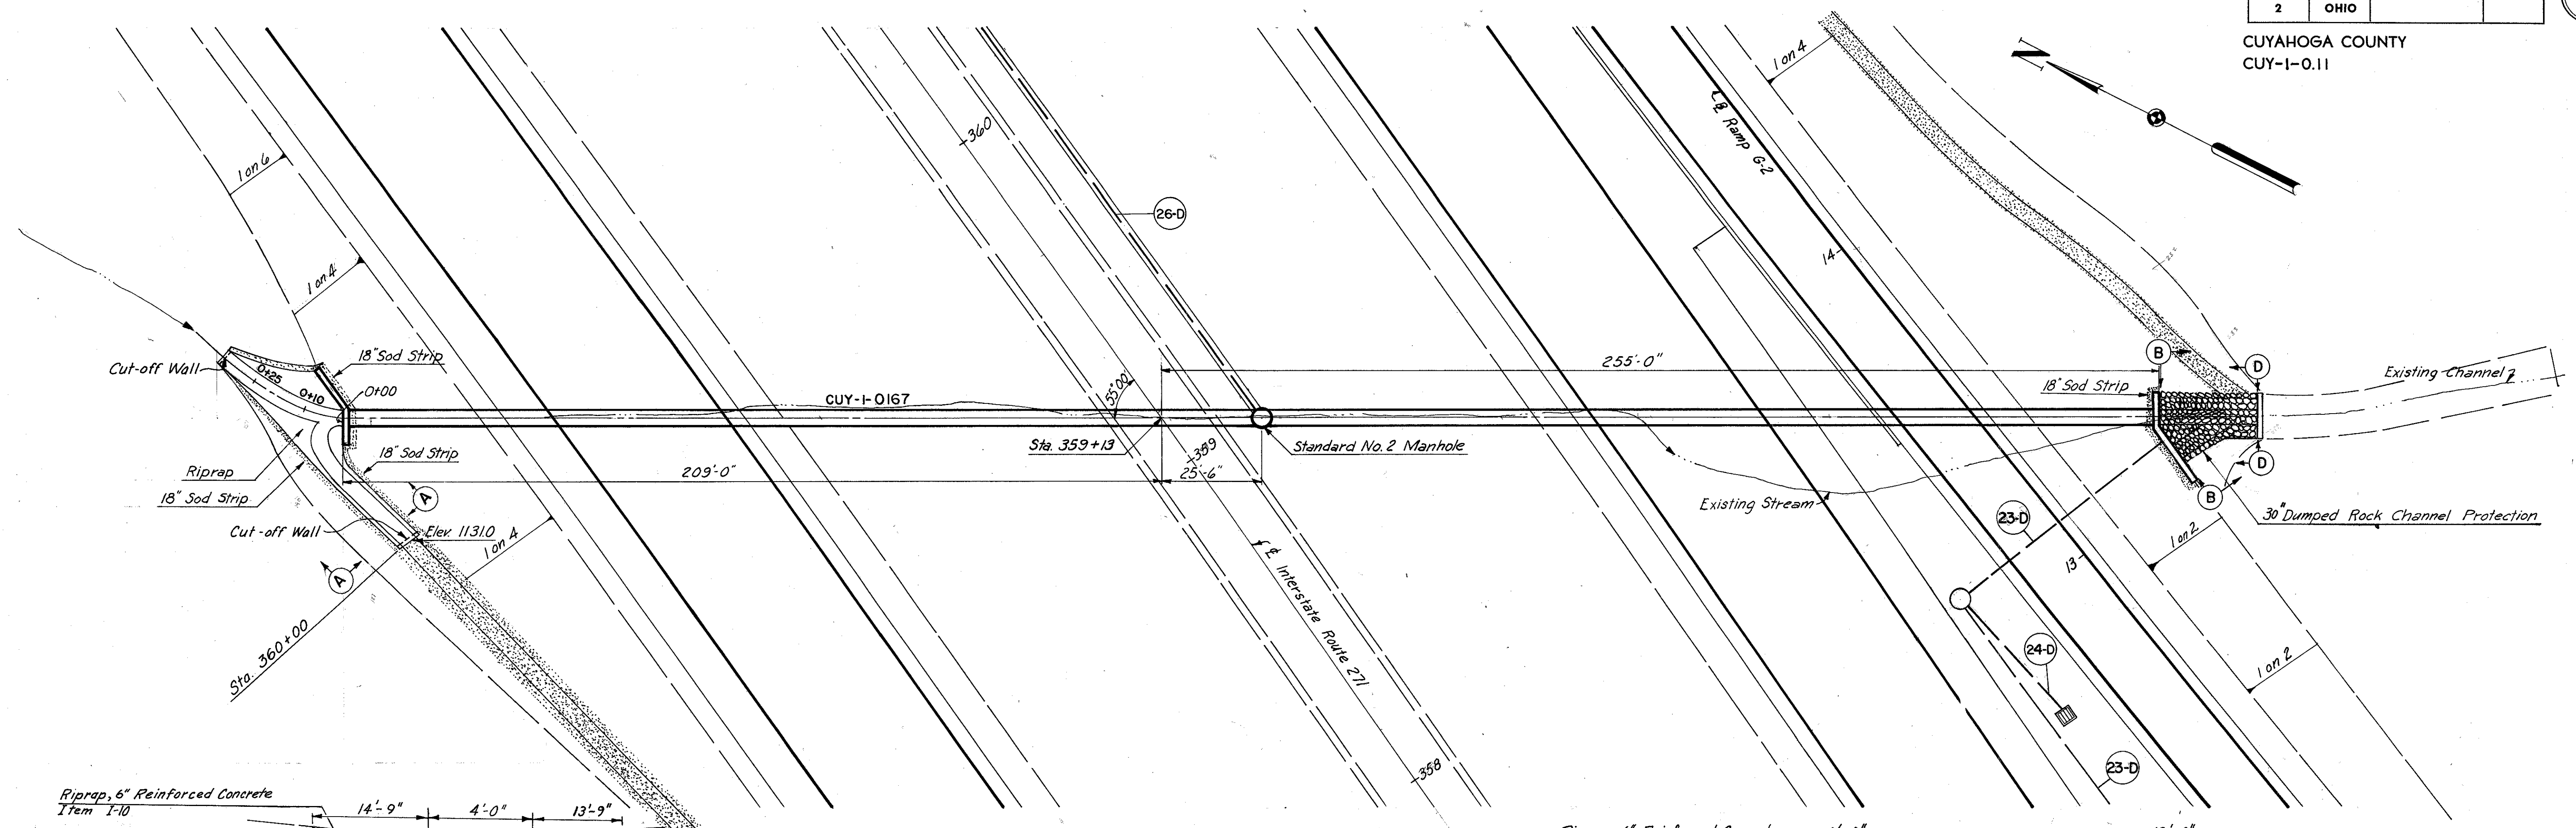 2 OHIO
CUYAHOGA COUNTY
CUY-1-0.11
N
1 on 4
1 on 6
1 on 4
360
℄ & ℞ Ramp G-2
26-D
14
Cut-off Wall
18" Sod Strip
0+25
0+10
0+00
CUY-1-0167
55°00'
255'-0"
B
D
Existing Channel
18" Sod Strip
Sta. 359+13
359
Standard No. 2 Manhole
18" Sod Strip
Riprap
209'-0"
25'-6"
D
B
18" Sod Strip
A
Existing Stream
30" Dumped Rock Channel Protection
23-D
Cut-off Wall
Elev. 1131.0
1 on 4
1 on 2
A
℄ Interstate Route 271
13
Sta. 360+00
24-D
1 on 2
358
23-D
Riprap, 6" Reinforced Concrete
Item I-10
14'-9" 4'-0" 13'-9"